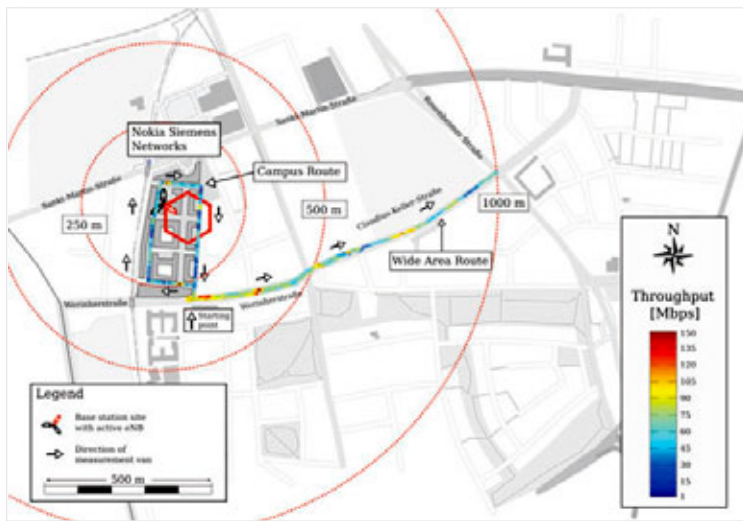 Nokia Siemens
Networks
Sankt-Martin-Straße
Rosenheimer Straße
Campus Route
Sankt-Martin-Straße
250 m
500 m
1000 m
Claudius-Keller-Straße
Wide Area Route
Werinherstraße
Werinherstraße
Starting
point
N
Throughput
[Mbps]
150
135
120
105
90
75
60
45
30
15
1
Legend
Base station site
with active eNB
Direction of
measurement van
500 m